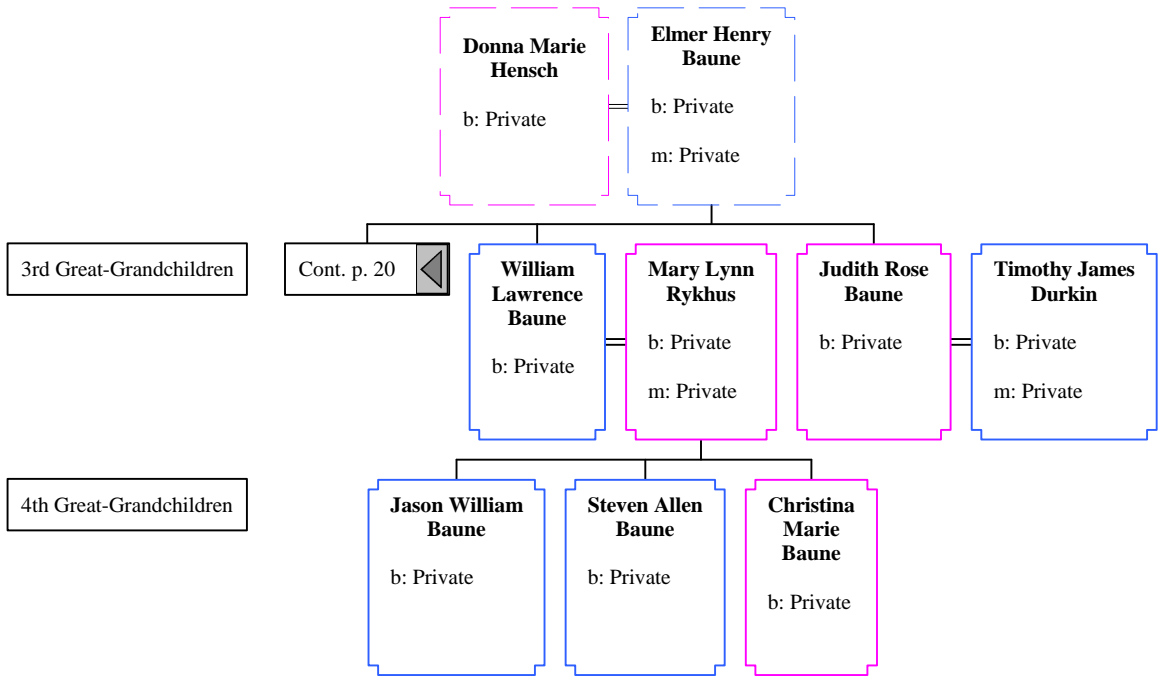 Donna Marie
Hensch
b: Private
Elmer Henry
Baune
b: Private
m: Private
3rd Great-Grandchildren
Cont. p. 20
William
Lawrence
Baune
b: Private
Mary Lynn
Rykhus
b: Private
m: Private
Judith Rose
Baune
b: Private
Timothy James
Durkin
b: Private
m: Private
4th Great-Grandchildren
Jason William
Baune
b: Private
Steven Allen
Baune
b: Private
Christina
Marie
Baune
b: Private